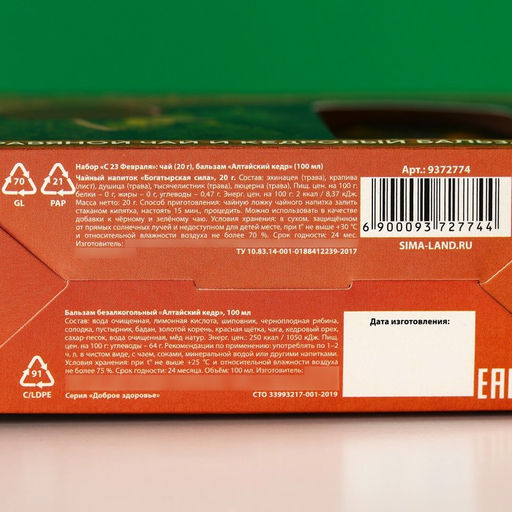 Набор «С 23 Февраля»: чай (20 г), бальзам «Алтайский кедр» (100 мл)
Чайный напиток «Богатырская сила», 20 г. Состав: эхинацея (трава), крапива
(лист), душица (трава), тысячелистник (трава), люцерна (трава). Пищ. цен. на 100 г:
белки – 0 г, жиры – 0 г; углеводы – 0,47 г. Энерг. цен.: на 100 г: 2 ккал / 8,37 кДж.
Масса нетто: 20 г. Способ приготовления: чайную ложку чайного напитка залить
стаканом кипятка, настоять 15 мин., процедить. Можно использовать в качестве
добавки к чёрному и зелёному чаю. Условия хранения: в сухом, защищённом
от прямых солнечных лучей и недоступном для детей месте, при t° не выше +30 °С
и относительной влажности воздуха не более 70 %. Срок годности: 24 мес.
Изготовитель:
ТУ 10.83.14-001-0188412239-2017
70
GL
21
PAP
Арт.: 9372774
6 900093 727744
SIMA-LAND.RU
Бальзам безалкогольный «Алтайский кедр», 100 мл
Состав: вода очищенная, лимонная кислота, шиповник, черноплодная рябина,
солодка, пустырник, бадан, золотой корень, красная щётка, чага, кедровый орех,
сахар-песок, вода очищенная, мёд натур. Энерг. цен.: 250 ккал / 1050 кДж. Пищ.
цен. на 100 г: углеводы – 64 г. Рекомендации по применению: употреблять по 1–2
ч. л. в чистом виде, с чаем, соками, минеральной водой или другими напитками.
Условия хранения: при t° не выше +25 °С и относительной влажности воздуха
не более 75 %. Срок годности: 24 месяца. Объём: 100 мл. Изготовитель:
Серия «Доброе здоровье»
СТО 33993217-001-2019
91
C/LDPE
Дата изготовления:
EAC